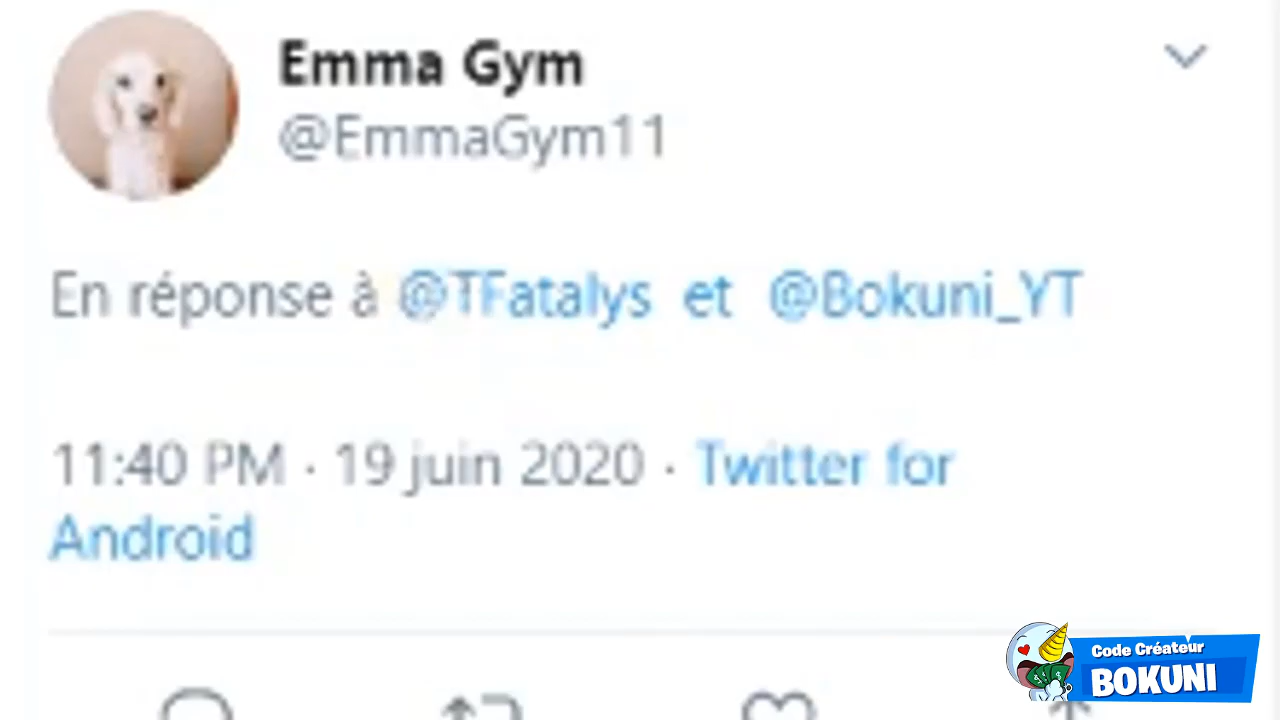 Emma Gym
@EmmaGym11
En réponse à @TFatalys et @Bokuni_YT
11:40 PM · 19 juin 2020 · Twitter for
Android
Code Créateur
BOKUNI